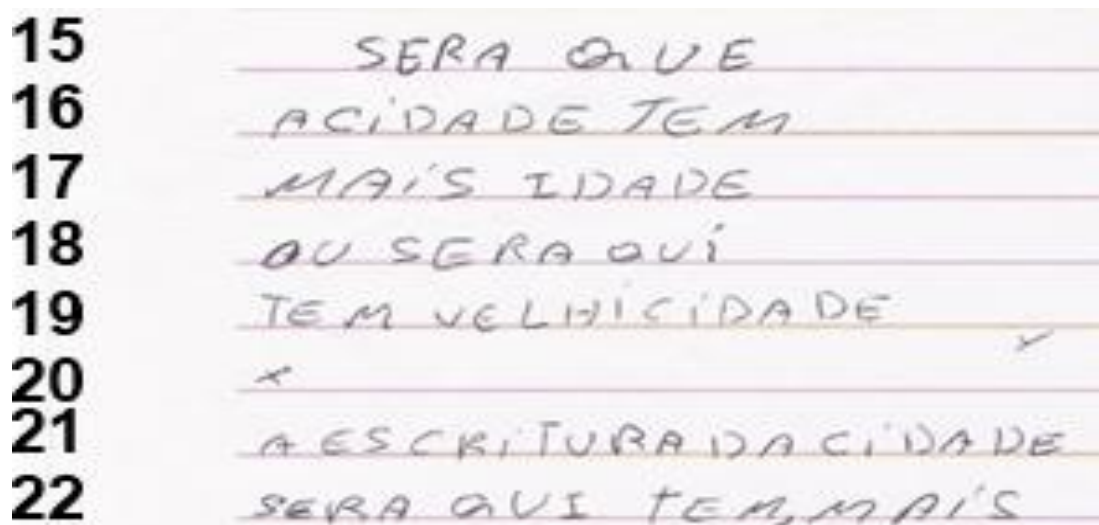 15 SERA QUE
16 ACiDADE TEM
17 MAiS IDADE
18 OU SERA QUi
19 TEM VELHiCiDADE
20 x
21 A ESCRiTURA DA CiDADE
22 SERA QUI TEM, MAiS